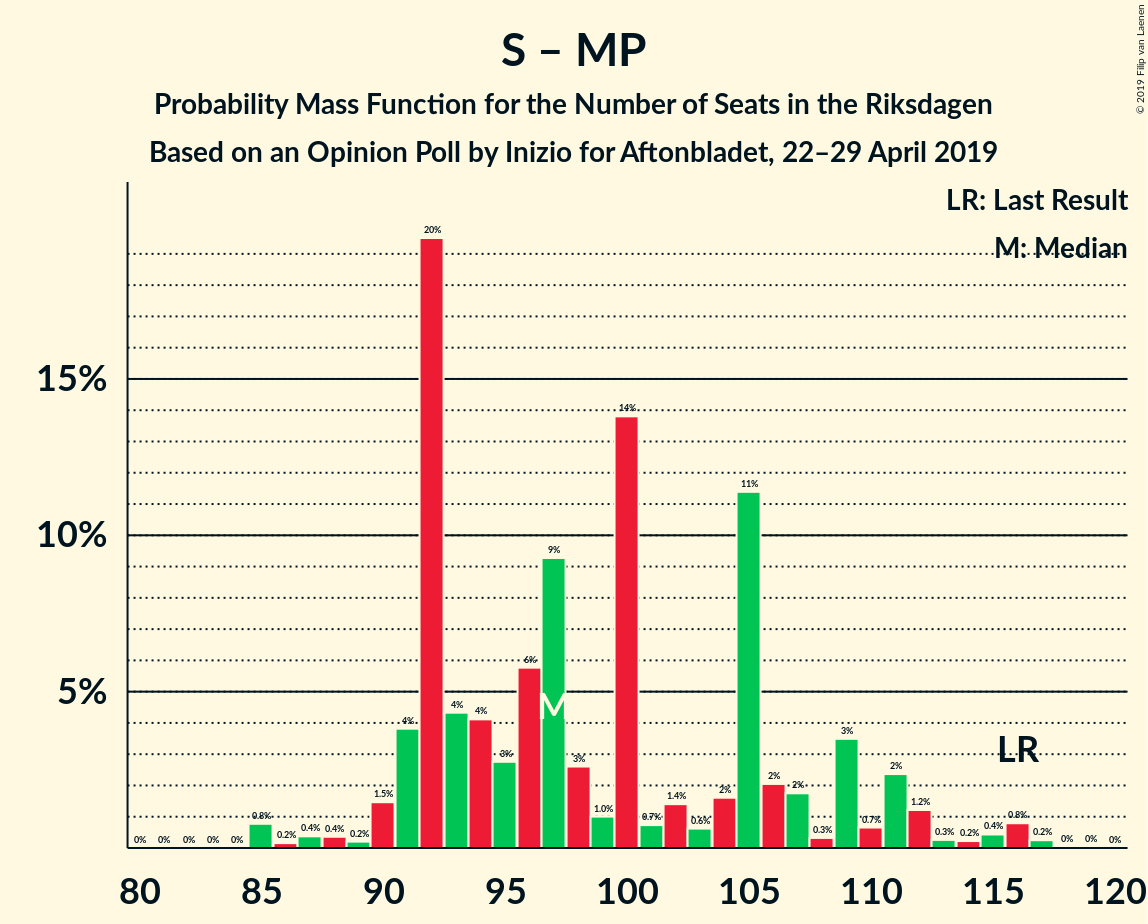 © 2019 Filip van Laenen
S – MP
Probability Mass Function for the Number of Seats in the Riksdagen
Based on an Opinion Poll by Inizio for Aftonbladet, 22–29 April 2019
LR: Last Result
M: Median
15%
10%
5%
0% 0% 0% 0% 0% 0.8% 0.2% 0.4% 0.4% 0.2% 1.5% 4% 20% 4% 4% 3% 6% 9% 3% 1.0% 14% 0.7% 1.4% 0.6% 2% 11% 2% 2% 0.3% 3% 0.7% 2% 1.2% 0.3% 0.2% 0.4% 0.8% 0.2% 0% 0% 0%
M
LR
80 85 90 95 100 105 110 115 120